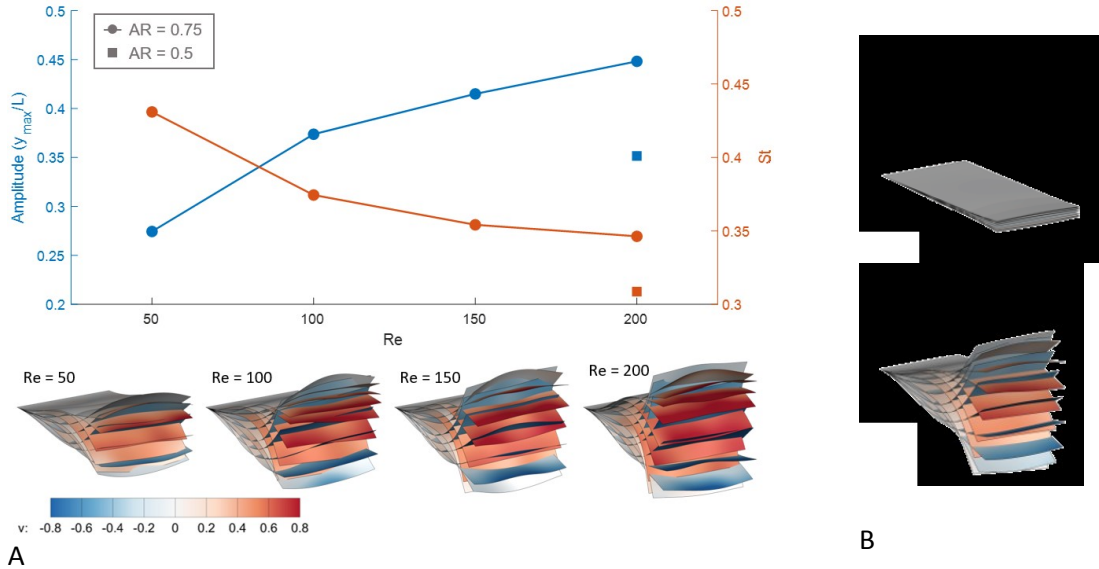 0.5
0.45
0.4
0.35
0.3
0.25
0.2
Amplitude (y max/L)
AR = 0.75
AR = 0.5
0.5
0.45
0.4
0.35
0.3
St
50 100 150 200
Re
Re = 50 Re = 100 Re = 150 Re = 200
v: -0.8 -0.6 -0.4 -0.2 0 0.2 0.4 0.6 0.8
A
B